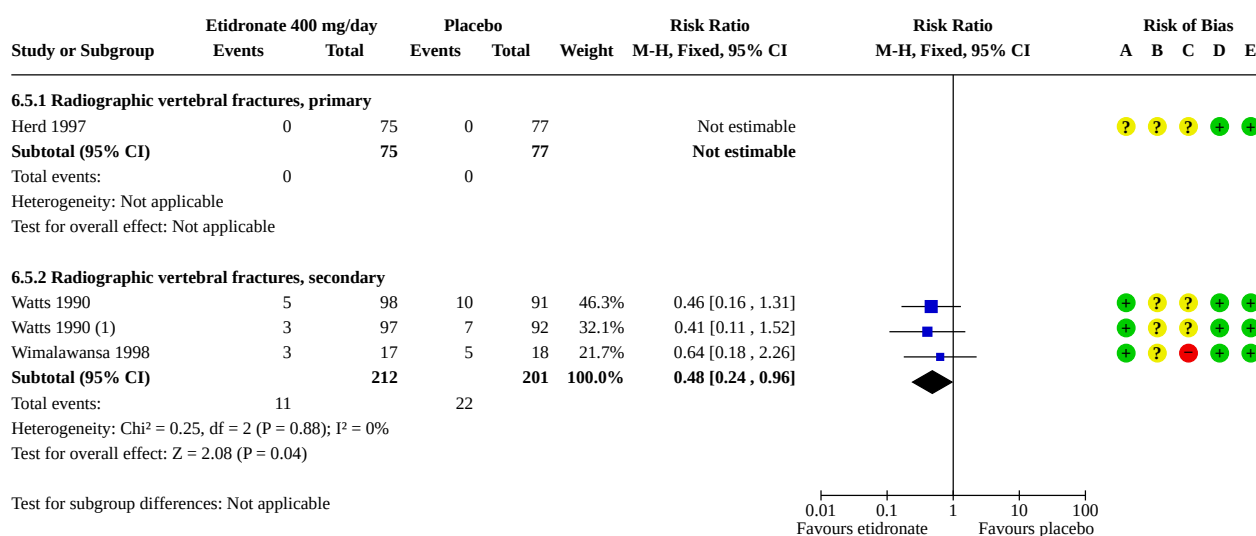 Etidronate 400 mg/day Placebo Risk Ratio Risk Ratio Risk of Bias
Study or Subgroup Events Total Events Total Weight M-H, Fixed, 95% CI M-H, Fixed, 95% CI A B C D E
6.5.1 Radiographic vertebral fractures, primary
Herd 1997 0 75 0 77 Not estimable ? ? ? + +
Subtotal (95% CI) 75 77 Not estimable
Total events: 0 0
Heterogeneity: Not applicable
Test for overall effect: Not applicable
6.5.2 Radiographic vertebral fractures, secondary
Watts 1990 5 98 10 91 46.3% 0.46 [0.16 , 1.31] + ? ? + +
Watts 1990 (1) 3 97 7 92 32.1% 0.41 [0.11 , 1.52] + ? ? + +
Wimalawansa 1998 3 17 5 18 21.7% 0.64 [0.18 , 2.26] + ? − + +
Subtotal (95% CI) 212 201 100.0% 0.48 [0.24 , 0.96]
Total events: 11 22
Heterogeneity: Chi² = 0.25, df = 2 (P = 0.88); I² = 0%
Test for overall effect: Z = 2.08 (P = 0.04)
Test for subgroup differences: Not applicable
0.01 0.1 1 10 100
Favours etidronate Favours placebo